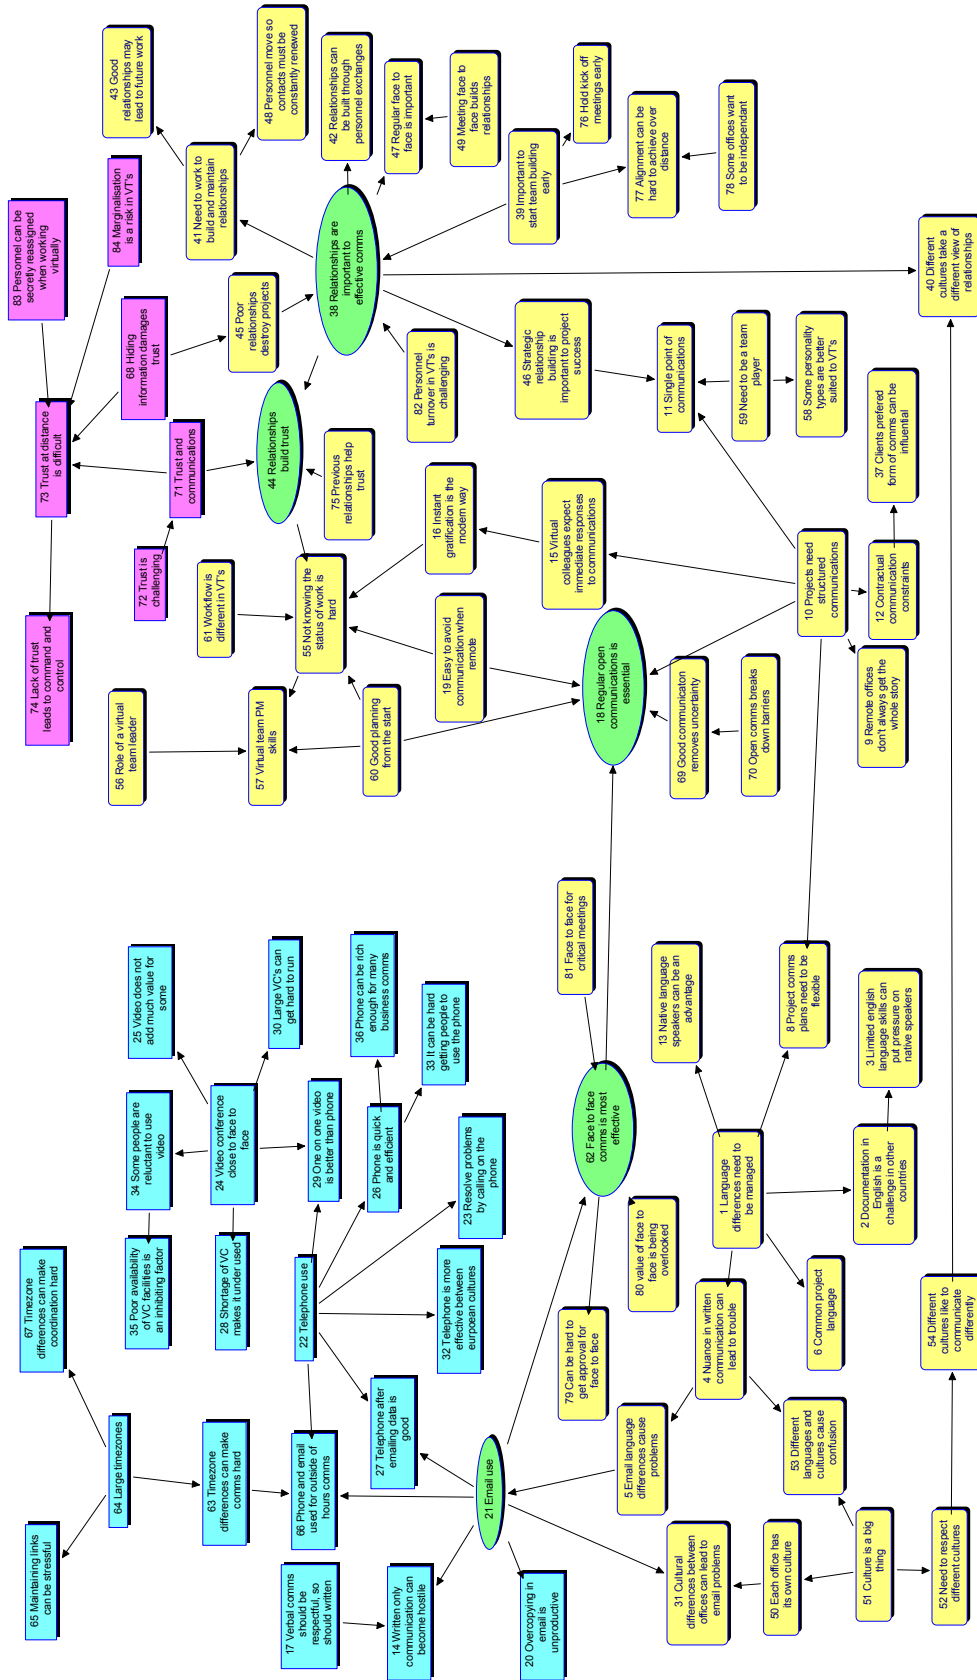 65 Maintaining links
can be stressful
67 Timezone
differences can make
coordination hard
74 Lack of trust
leads to command and
control
73 Trust at distance
is difficult
83 Personnel can be
secretly reassigned
when working
virtually
64 Large timezones
56 Role of a virtual
team leader
84 Marginalisation
is a risk in VT's
43 Good
relationships may
lead to future work
35 Poor availability
of VC facilities is
an inhibiting factor
34 Some people are
reluctant to use
video
25 Video does not
add much value for
some
72 Trust is
challenging
68 Hiding
information damages
trust
63 Timezone
differences can make
comms hard
71 Trust and
communications
41 Need to work to
build and maintain
relationships
28 Shortage of VC
makes it under used
24 Video conference
close to face to
face
61 Workflow is
different in VT's
45 Poor
relationships
destroy projects
48 Personnel move so
contacts must be
constantly renewed
17 Verbal comms
should be
respectful, so
should written
66 Phone and email
used for outside of
hours comms
22 Telephone use
30 Large VC's can
get hard to run
57 Virtual team PM
skills
44 Relationships
build trust
29 One on one video
is better than phone
55 Not knowing the
status of work is
hard
75 Previous
relationships help
trust
38 Relationships are
important to
effective comms
42 Relationships can
be built through
personnel exchanges
14 Written only
communication can
become hostile
27 Telephone after
emailing data is
good
26 Phone is quick
and efficient
36 Phone can be rich
enough for many
business comms
60 Good planning
from the start
47 Regular face to
face is important
32 Telephone is more
effective between
eurpoean cultures
23 Resolve problems
by calling on the
phone
33 It can be hard
getting people to
use the phone
19 Easy to avoid
communication when
remote
16 Instant
gratification is the
modern way
82 Personnel
turnover in VT's is
challenging
49 Meeting face to
face builds
relationships
21 Email use
20 Overcopying in
email is
unproductive
15 Virtual
colleagues expect
immediate responses
to communications
46 Strategic
relationship
building is
important to project
success
39 Important to
start team building
early
79 Can be hard to
get approval for
face to face
62 Face to face
comms is most
effective
81 Face to face for
critical meetings
18 Regular open
communications is
essential
76 Hold kick off
meetings early
5 Email language
differences cause
problems
80 value of face to
face is being
overlooked
31 Cultural
differences between
offices can lead to
email problems
13 Native language
speakers can be an
advantage
69 Good communicaton
removes uncertainty
11 Single point of
communications
77 Alignment can be
hard to achieve over
distance
4 Nuance in written
communication can
lead to trouble
1 Language
differences need to
be managed
70 Open comms breaks
down barriers
59 Need to be a team
player
78 Some offices want
to be independant
50 Each office has
its own culture
53 Different
languages and
cultures cause
confusion
6 Common project
language
8 Project comms
plans need to be
flexible
10 Projects need
structured
communications
58 Some personality
types are better
suited to VT's
51 Culture is a big
thing
2 Documentation in
English is a
challenge in other
countries
3 Limited english
language skills can
put pressure on
native speakers
9 Remote offices
don't always get the
whole story
12 Contractual
communication
constraints
37 Clients preferred
form of comms can be
influential
52 Need to respect
different cultures
54 Different
cultures like to
communicate
differently
40 Different
cultures take a
different view of
relationships